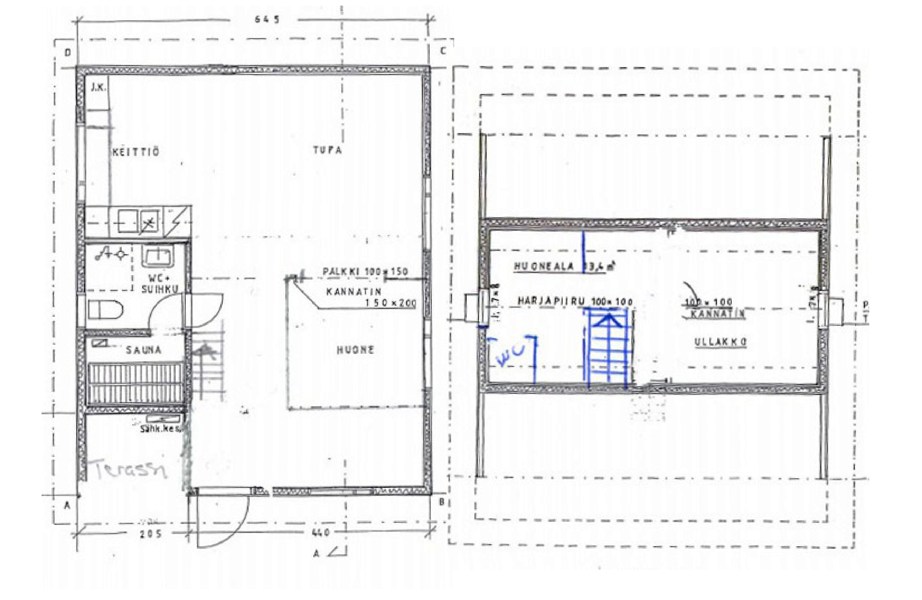 645
D
C
J.K.
KEITTIÖ
TUPA
WC+
SUIHKU
PALKKI 100*150
KANNATIN
150×200
SAUNA
HUONE
Sähk.kes.
Terassi
A
B
205
440
A
HUONEALA 13,4 m²
HARJAPIIRU 100×100
100×100
KANNATIN
ULLAKKO
WC